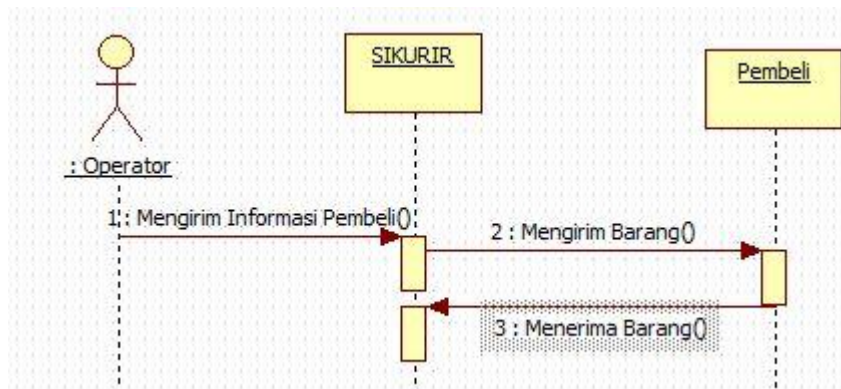 SIKURIR
Pembeli
: Operator
1 : Mengirim Informasi Pembeli()
2 : Mengirim Barang()
3 : Menerima Barang()